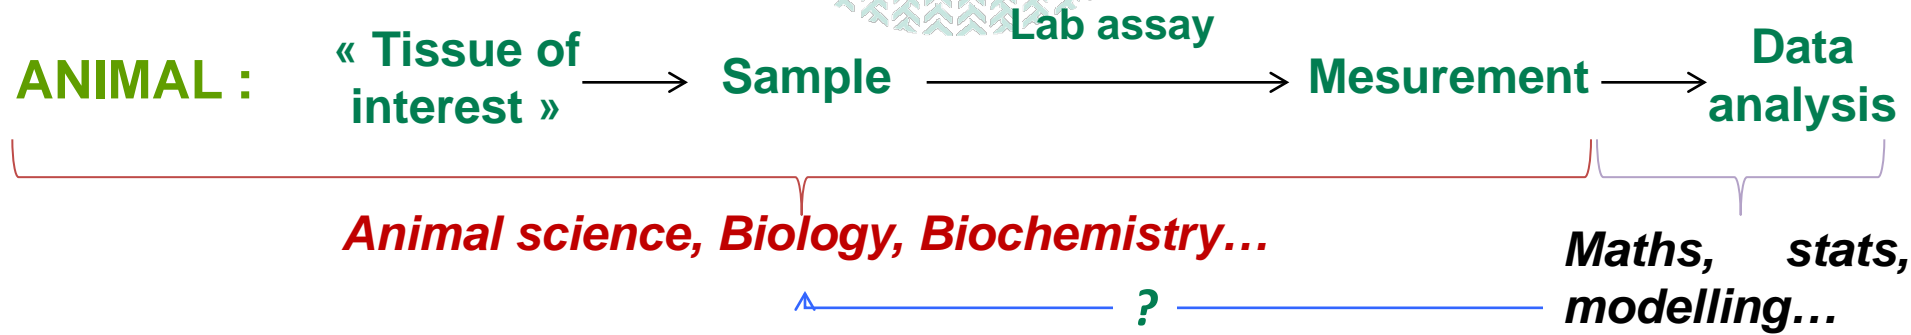 Lab assay
ANIMAL : « Tissue of interest » Sample Mesurement Data analysis
Animal science, Biology, Biochemistry…
Maths, stats,
modelling…
?